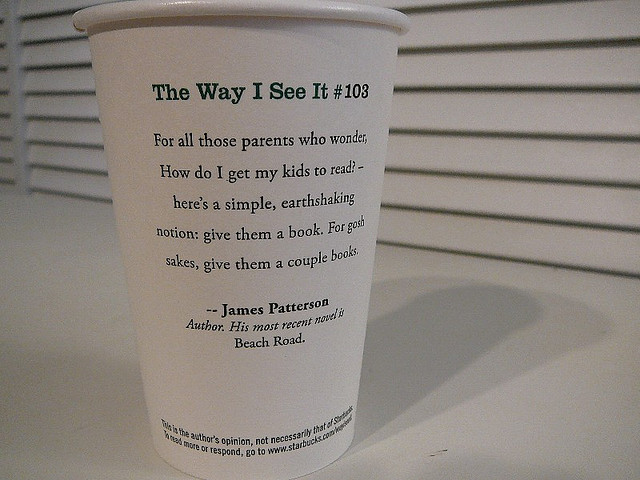 The Way I See It #103
For all those parents who wonder,
How do I get my kids to read? –
here's a simple, earthshaking
notion: give them a book. For gosh
sakes, give them a couple books.
-- James Patterson
Author. His most recent novel is
Beach Road.
This is the author's opinion, not necessarily that of Starbucks.
To read more or respond, go to